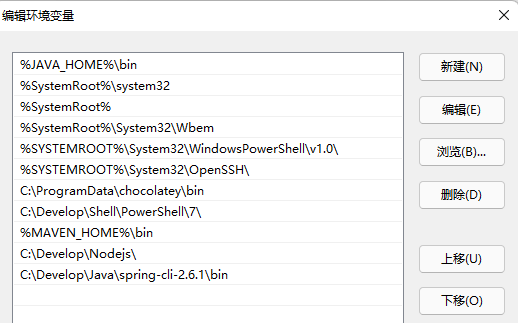 编辑环境变量
%JAVA_HOME%\bin
%SystemRoot%\system32
%SystemRoot%
%SystemRoot%\System32\Wbem
%SYSTEMROOT%\System32\WindowsPowerShell\v1.0\
%SYSTEMROOT%\System32\OpenSSH\
C:\ProgramData\chocolatey\bin
C:\Develop\Shell\PowerShell\7\
%MAVEN_HOME%\bin
C:\Develop\Nodejs\
C:\Develop\Java\spring-cli-2.6.1\bin
新建(N)
编辑(E)
浏览(B)...
删除(D)
上移(U)
下移(O)